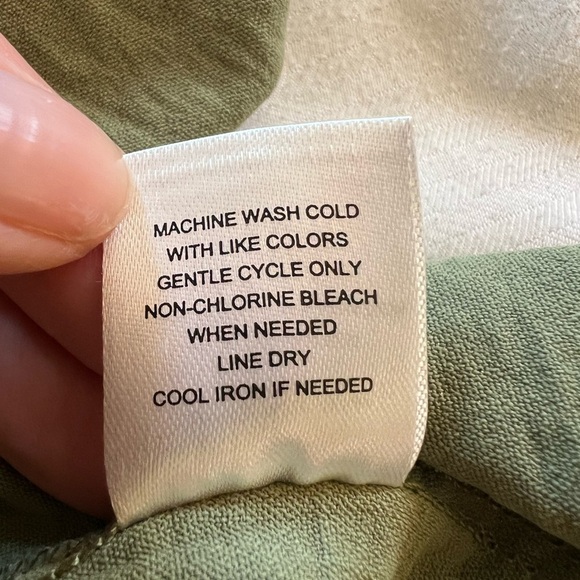 MACHINE WASH COLD
WITH LIKE COLORS
GENTLE CYCLE ONLY
NON-CHLORINE BLEACH
WHEN NEEDED
LINE DRY
COOL IRON IF NEEDED